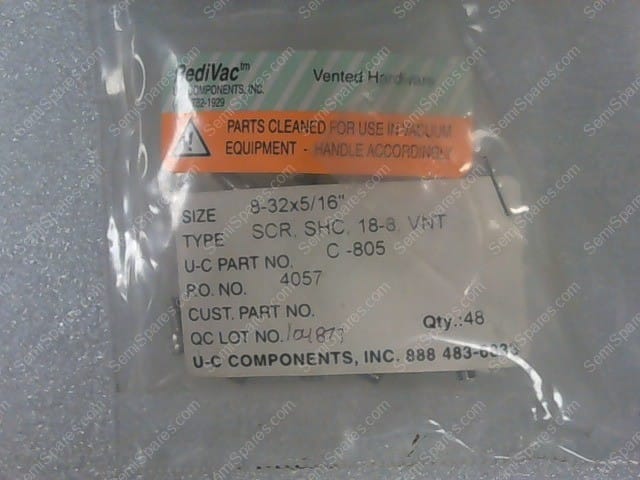 RediVac™
COMPONENTS, INC.
782-1929
Vented Hardware
PARTS CLEANED FOR USE IN VACUUM
EQUIPMENT - HANDLE ACCORDINGLY
SIZE 8-32x5/16"
TYPE SCR, SHC, 18-8, VNT
U-C PART NO. C-805
P.O. NO. 4057
CUST. PART NO.
QC LOT NO. Qty.:48
U-C COMPONENTS, INC. 888 483-6833
SemiSpares.com